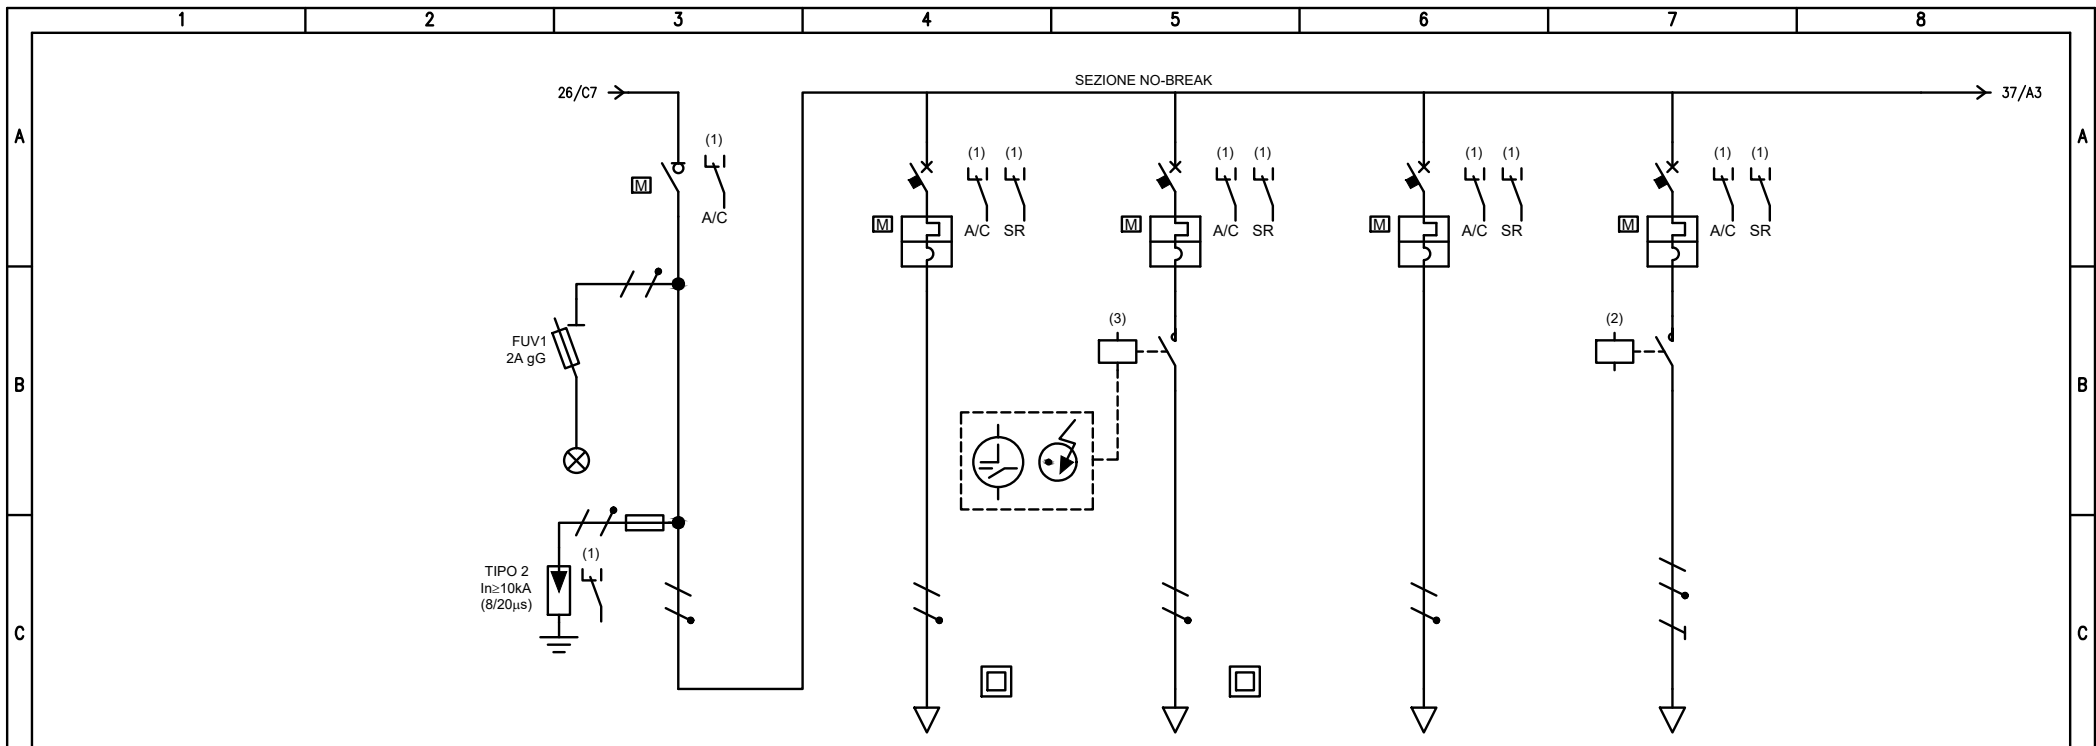 1 2 3 4 5 6 7 8
SEZIONE NO-BREAK
26/C7
37/A3
A A
(1)
(1) (1)
(1) (1)
(1) (1)
(1) (1)
M
A/C
M
A/C SR
M
A/C SR
M
A/C SR
M
A/C SR
(3)
(2)
FUV1
2A gG
B B
(1)
TIPO 2
In≥10kA
(8/20µs)
C C